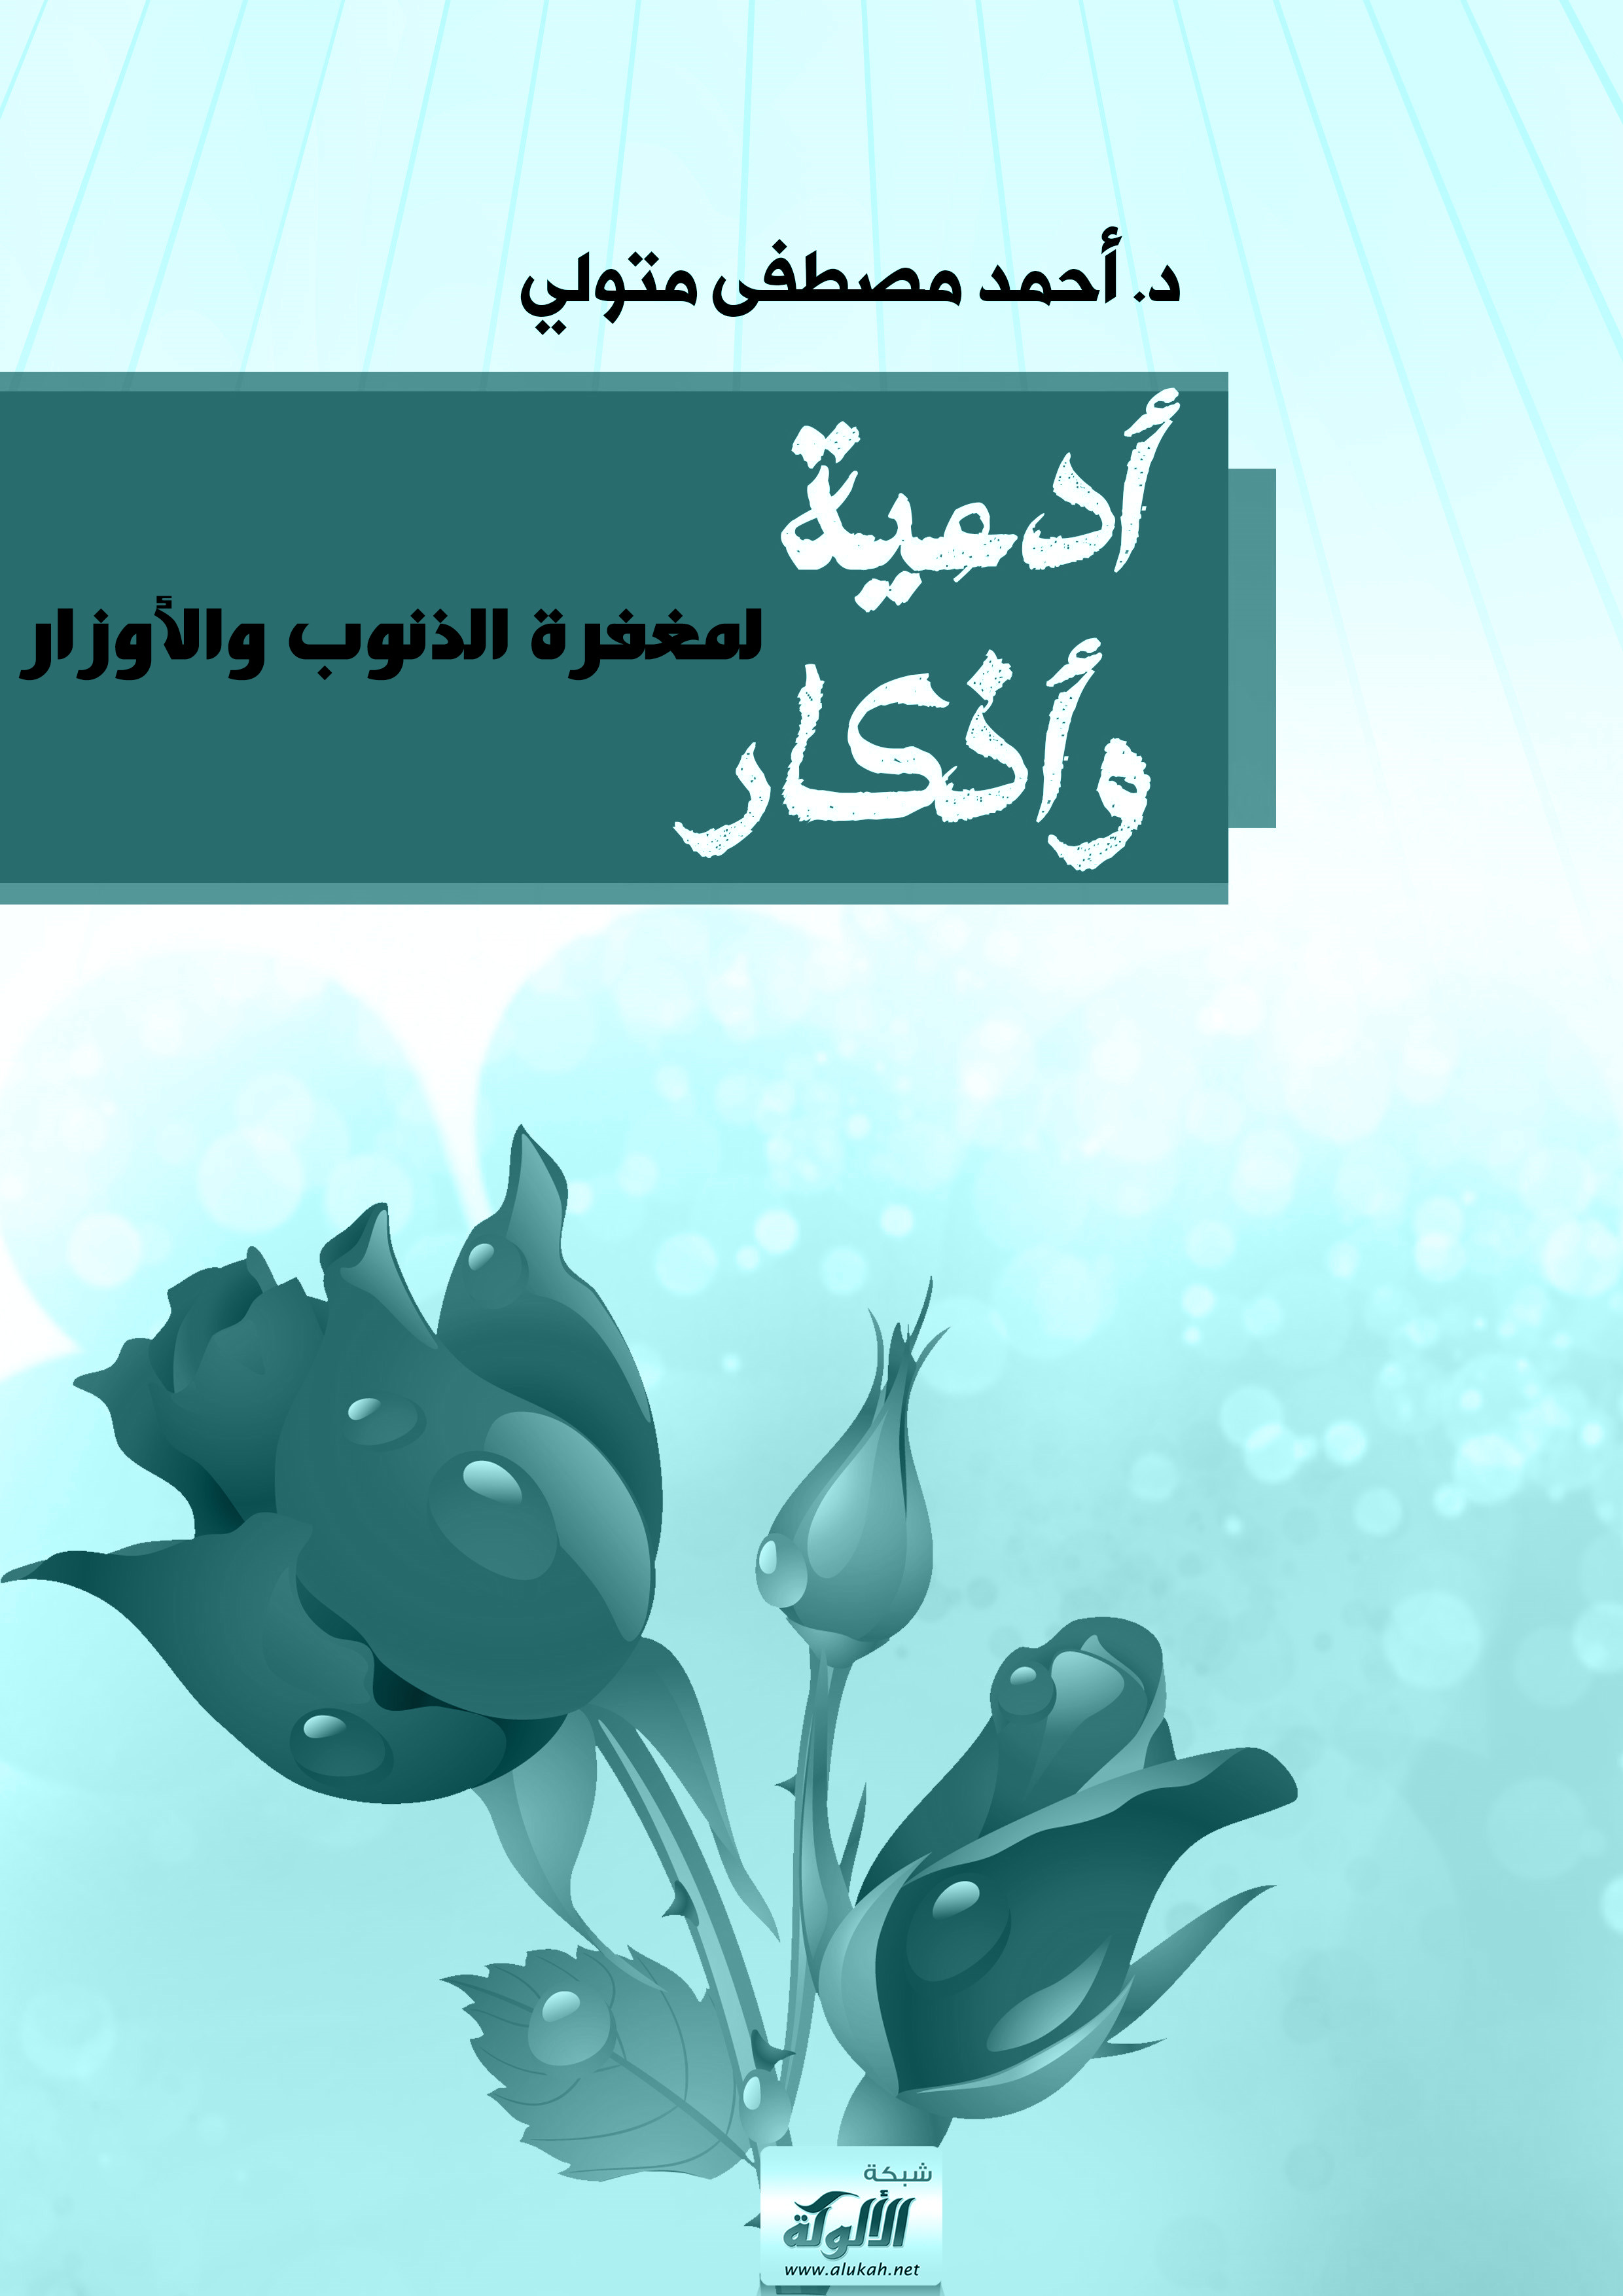 د. أحمد مصطفى متولي
أدعية
وأذكار
لمغفرة الذنوب والأوزار
شبكة
الألوكة
www.alukah.net